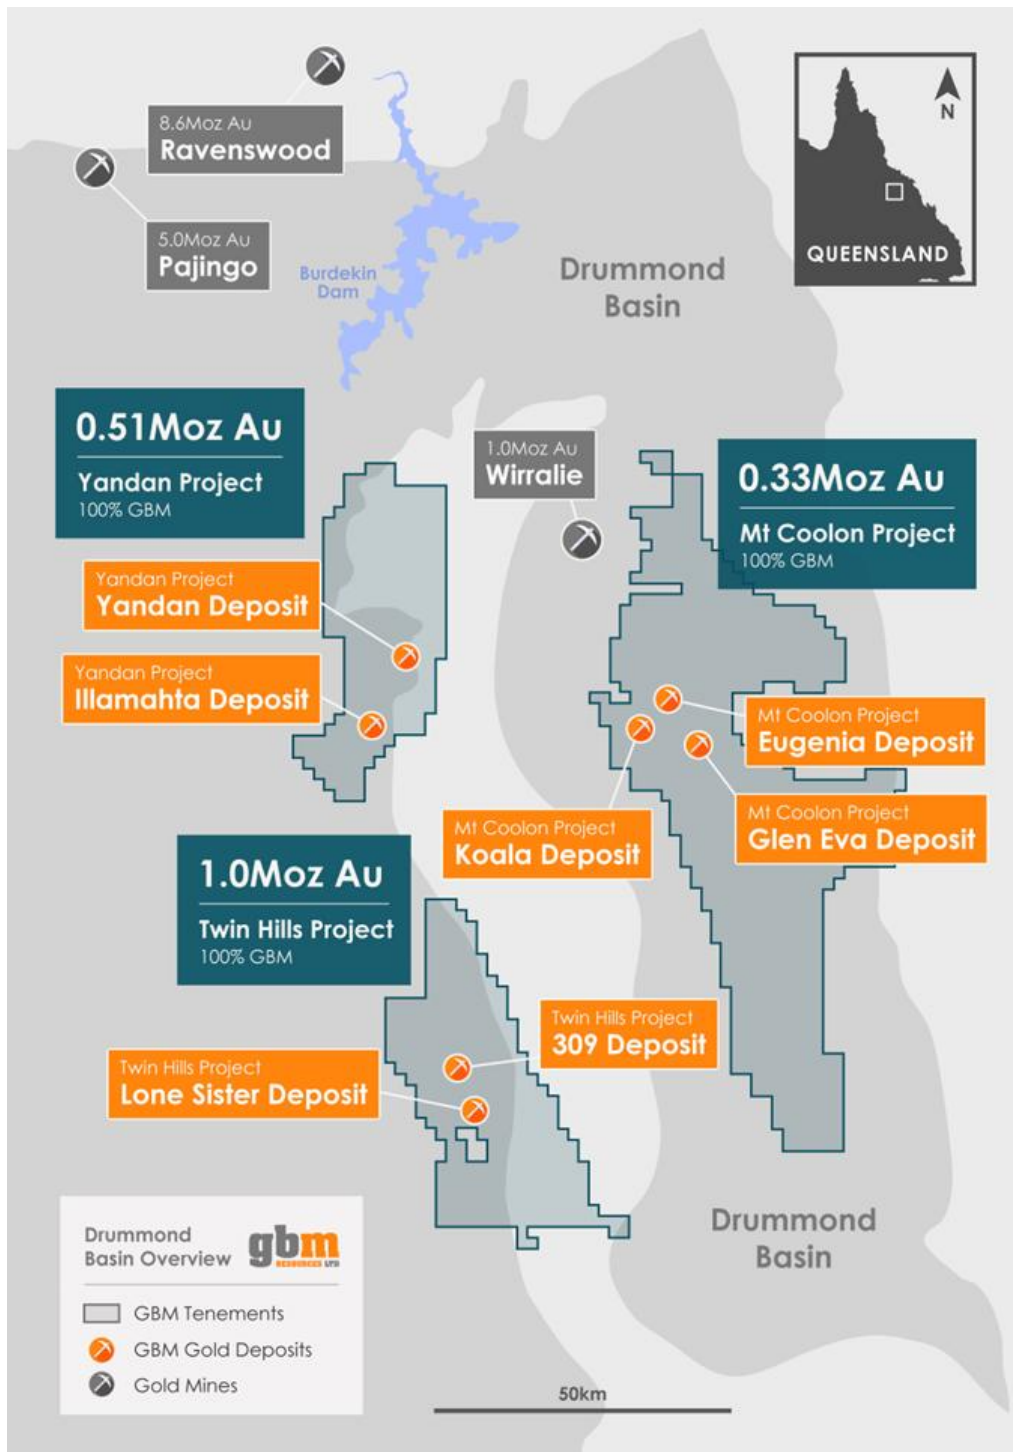 8.6Moz Au
Ravenswood
5.0Moz Au
Pajingo
Burdekin
Dam
Drummond
Basin
N
QUEENSLAND
0.51Moz Au
Yandan Project
100% GBM
1.0Moz Au
Wirralie
0.33Moz Au
Mt Coolon Project
100% GBM
Yandan Project
Yandan Deposit
Yandan Project
Illamahta Deposit
Mt Coolon Project
Eugenia Deposit
Mt Coolon Project
Koala Deposit
Mt Coolon Project
Glen Eva Deposit
1.0Moz Au
Twin Hills Project
100% GBM
Twin Hills Project
309 Deposit
Twin Hills Project
Lone Sister Deposit
Drummond
Basin
Drummond
Basin Overview
gbm
RESOURCES LTD
GBM Tenements
GBM Gold Deposits
Gold Mines
50km